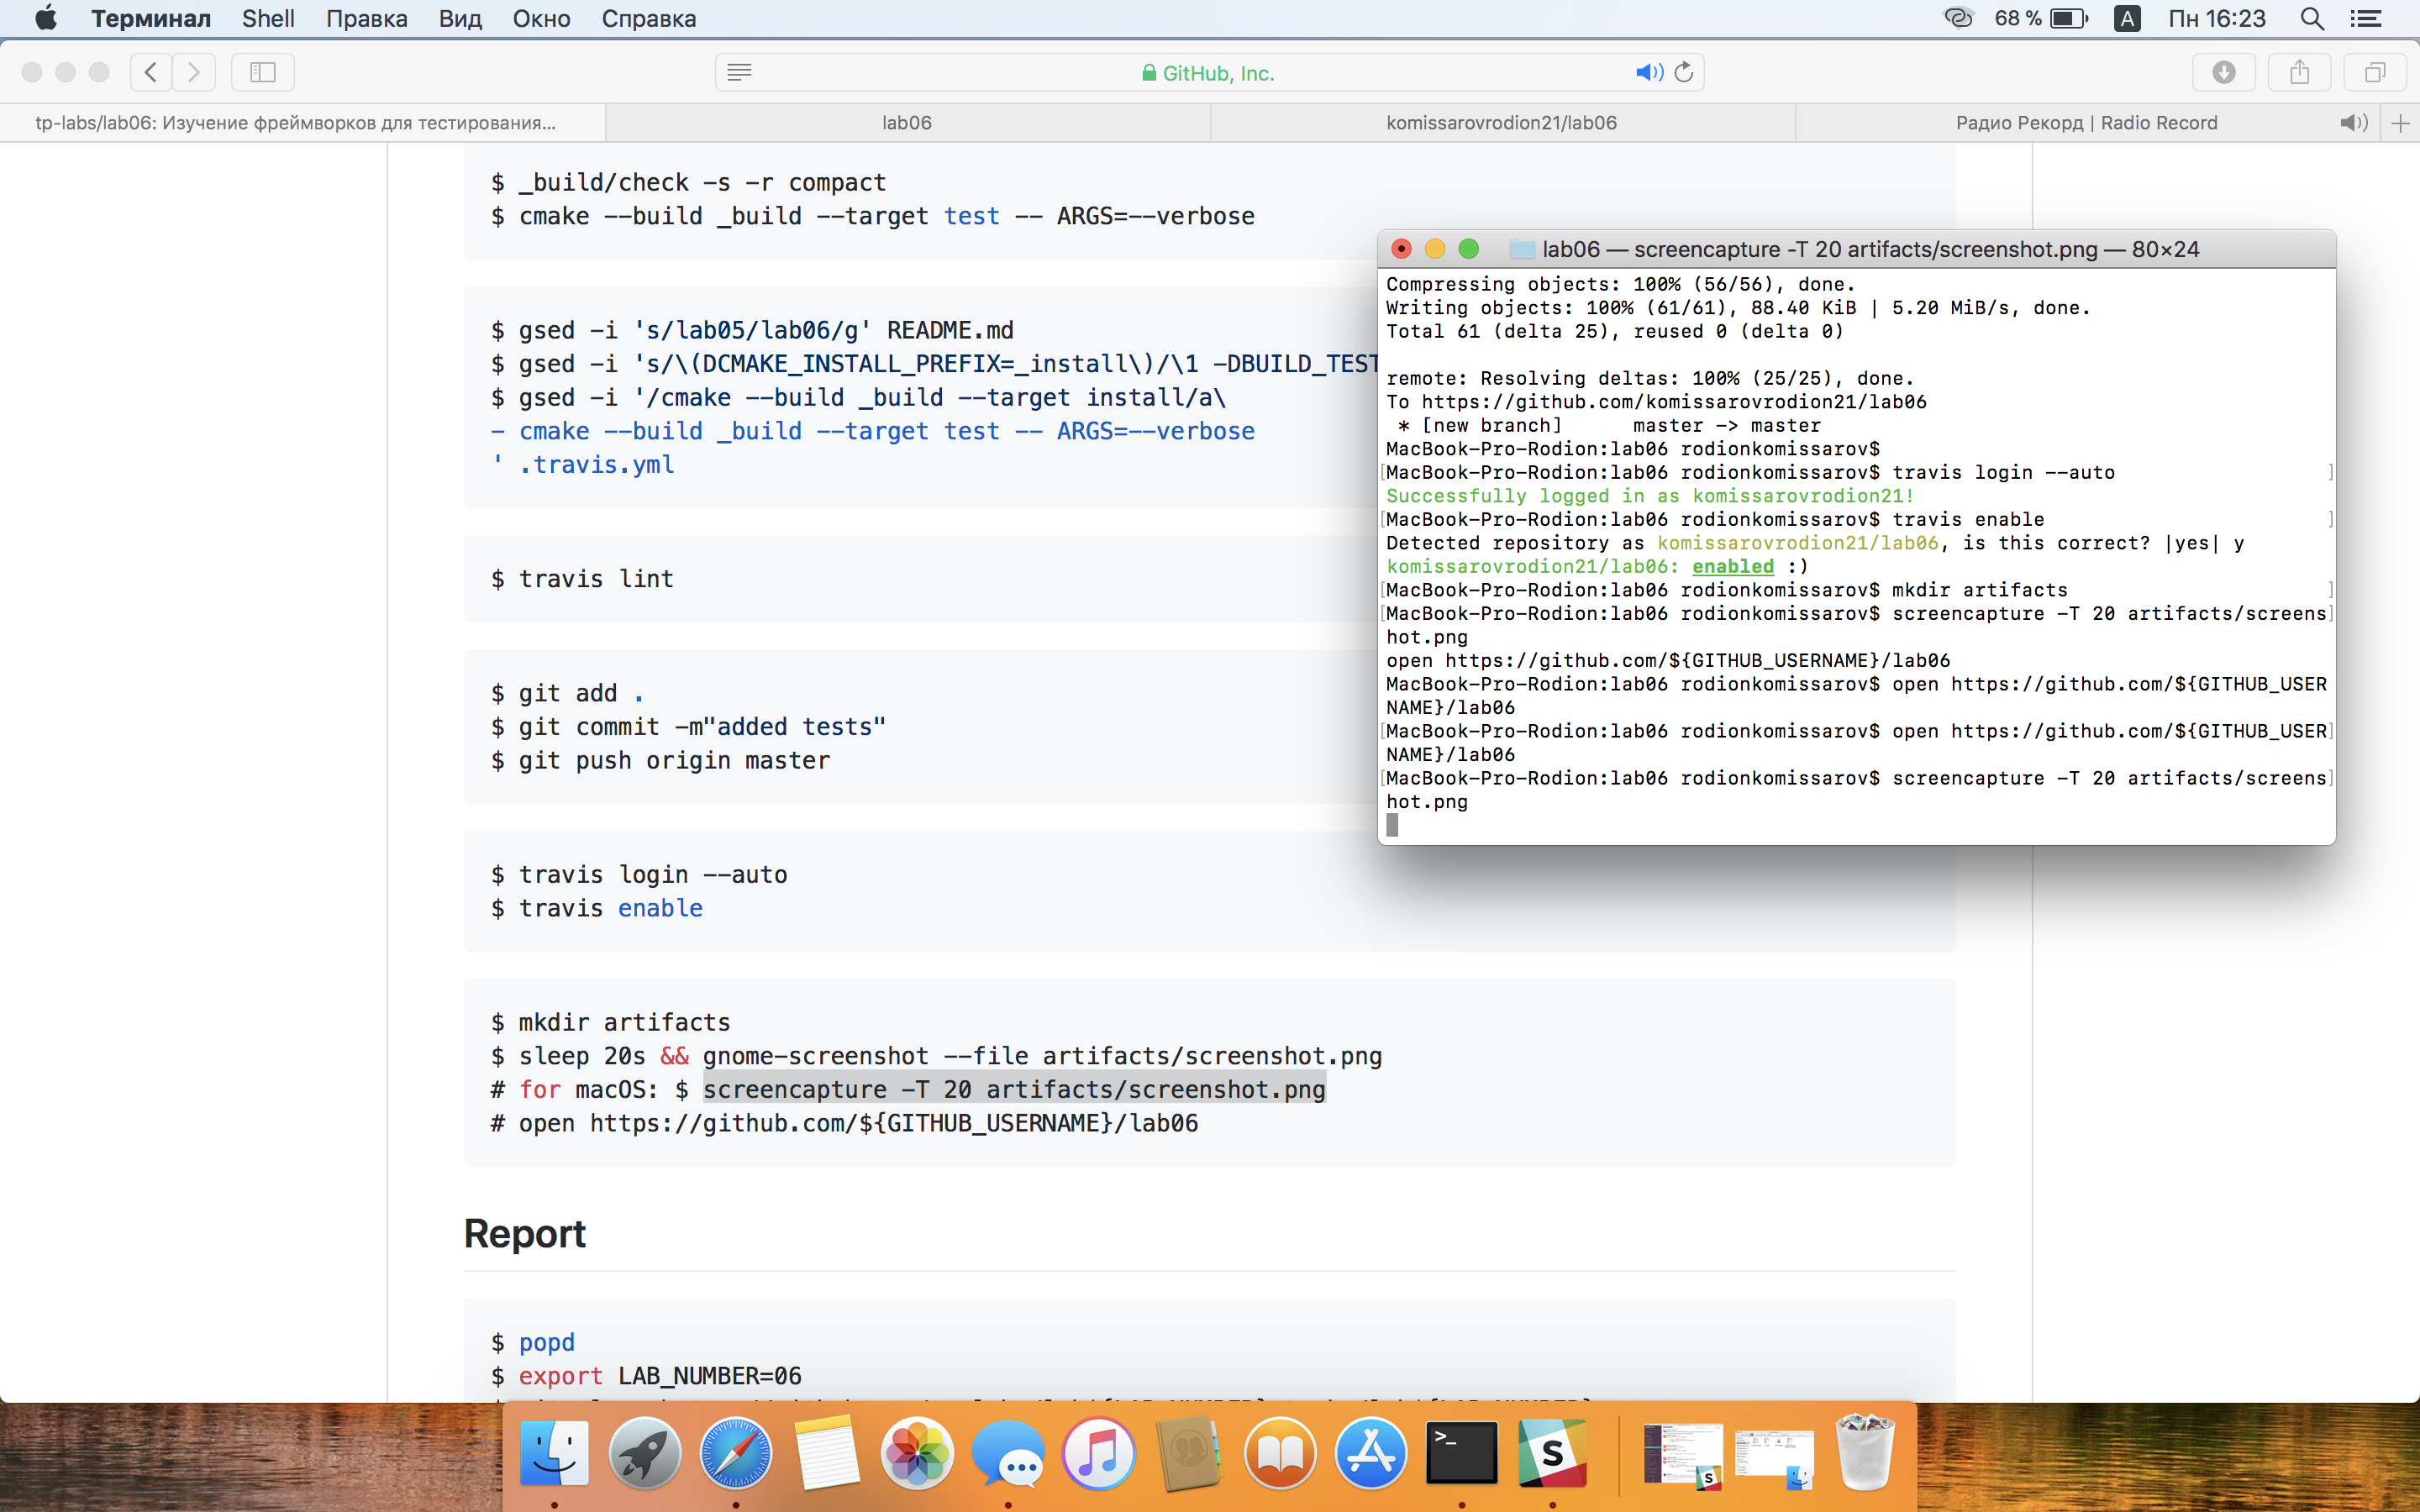 Терминал Shell Правка Вид Окно Справка 68 % A Пн 16:23
GitHub, Inc.
tp-labs/lab06: Изучение фреймворков для тестирования... lab06 komissarovrodion21/lab06 Радио Рекорд | Radio Record
$ _build/check -s -r compact
$ cmake --build _build --target test -- ARGS=--verbose
$ gsed -i 's/lab05/lab06/g' README.md
$ gsed -i 's/\(DCMAKE_INSTALL_PREFIX=_install\)/\1 -DBUILD_TEST
$ gsed -i '/cmake --build _build --target install/a\
- cmake --build _build --target test -- ARGS=--verbose
' .travis.yml
$ travis lint
$ git add .
$ git commit -m"added tests"
$ git push origin master
$ travis login --auto
$ travis enable
$ mkdir artifacts
$ sleep 20s && gnome-screenshot --file artifacts/screenshot.png
# for macOS: $ screencapture -T 20 artifacts/screenshot.png
# open https://github.com/${GITHUB_USERNAME}/lab06
Report
$ popd
$ export LAB_NUMBER=06
lab06 — screencapture -T 20 artifacts/screenshot.png — 80×24
Compressing objects: 100% (56/56), done.
Writing objects: 100% (61/61), 88.40 KiB | 5.20 MiB/s, done.
Total 61 (delta 25), reused 0 (delta 0)
remote: Resolving deltas: 100% (25/25), done.
To https://github.com/komissarovrodion21/lab06
 * [new branch]      master -> master
MacBook-Pro-Rodion:lab06 rodionkomissarov$
[MacBook-Pro-Rodion:lab06 rodionkomissarov$ travis login --auto ]
Successfully logged in as komissarovrodion21!
[MacBook-Pro-Rodion:lab06 rodionkomissarov$ travis enable ]
Detected repository as komissarovrodion21/lab06, is this correct? |yes| y
komissarovrodion21/lab06: enabled :)
[MacBook-Pro-Rodion:lab06 rodionkomissarov$ mkdir artifacts ]
[MacBook-Pro-Rodion:lab06 rodionkomissarov$ screencapture -T 20 artifacts/screens]
hot.png
open https://github.com/${GITHUB_USERNAME}/lab06
MacBook-Pro-Rodion:lab06 rodionkomissarov$ open https://github.com/${GITHUB_USER
NAME}/lab06
[MacBook-Pro-Rodion:lab06 rodionkomissarov$ open https://github.com/${GITHUB_USER]
NAME}/lab06
[MacBook-Pro-Rodion:lab06 rodionkomissarov$ screencapture -T 20 artifacts/screens]
hot.png